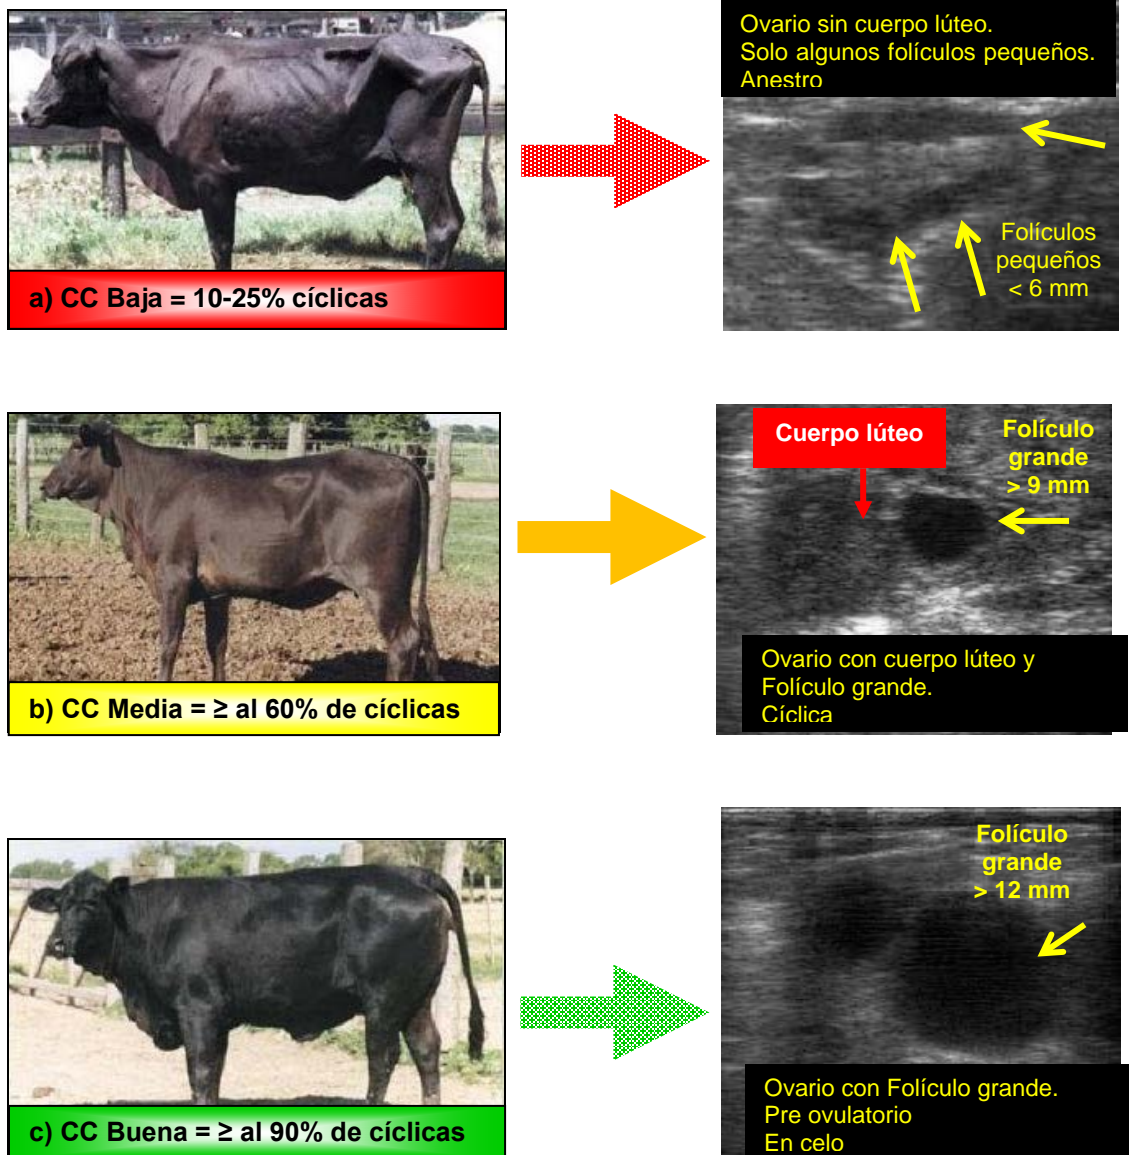 Ovario sin cuerpo lúteo.
Solo algunos folículos pequeños.
Anestro
Folículos
pequeños
< 6 mm
a) CC Baja = 10-25% cíclicas
Cuerpo lúteo
Folículo
grande
> 9 mm
Ovario con cuerpo lúteo y
Folículo grande.
Cíclica
b) CC Media = ≥ al 60% de cíclicas
Folículo
grande
> 12 mm
Ovario con Folículo grande.
Pre ovulatorio
En celo
c) CC Buena = ≥ al 90% de cíclicas